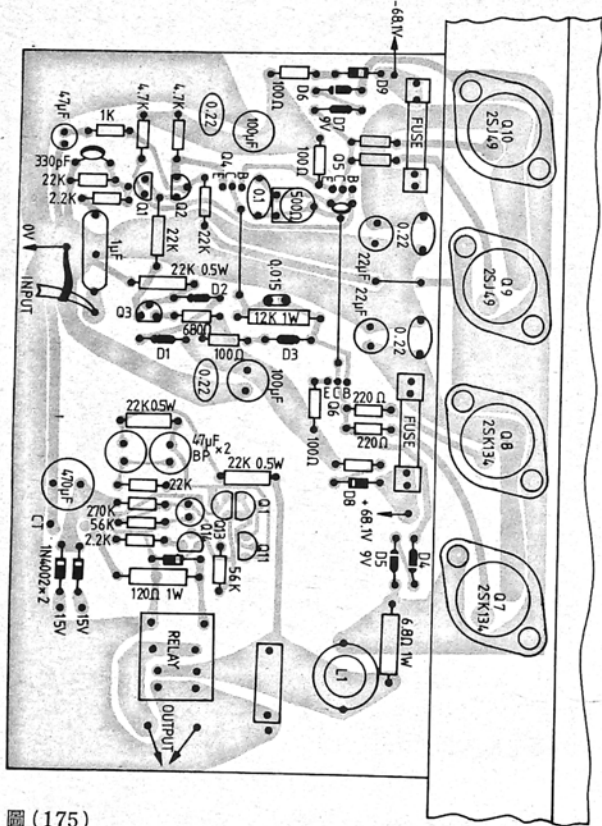 -68.1V
47µF
1K
4.7K
4.7K
0.22
100µF
100Ω
D6
D7
9V
D9
FUSE
Q10
2SJ49
330pF
22K
2.2K
Q1
Q2
22K
22K
Q4
E C B
0.1
500Ω
100Ω
Q5
E C B
0.22
22µF
Q9
2SJ49
0V
INPUT
1µF
22K 0.5W
D2
0.015
22µF
0.22
Q3
680Ω
12K 1W
D1
100Ω
D3
0.22
100µF
E C B
Q6
100Ω
220Ω
220Ω
FUSE
Q8
2SK134
22K 0.5W
47µF
BP ×2
22K 0.5W
D8
+68.1V
470µF
22K
270K
56K
2.2K
Q14
Q13
Q11
56K
9V
D5
D4
CT
1N4002×2
15V
15V
120Ω 1W
RELAY
OUTPUT
L1
6.8Ω 1W
Q7
2SK134
圖(175)